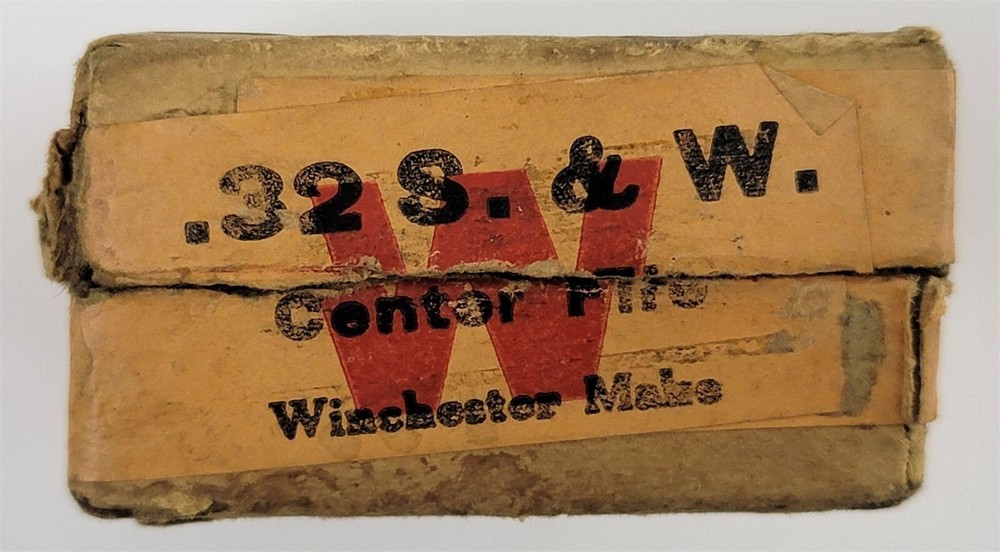 .32 S. & W.
W
Center Fire
Winchester Make